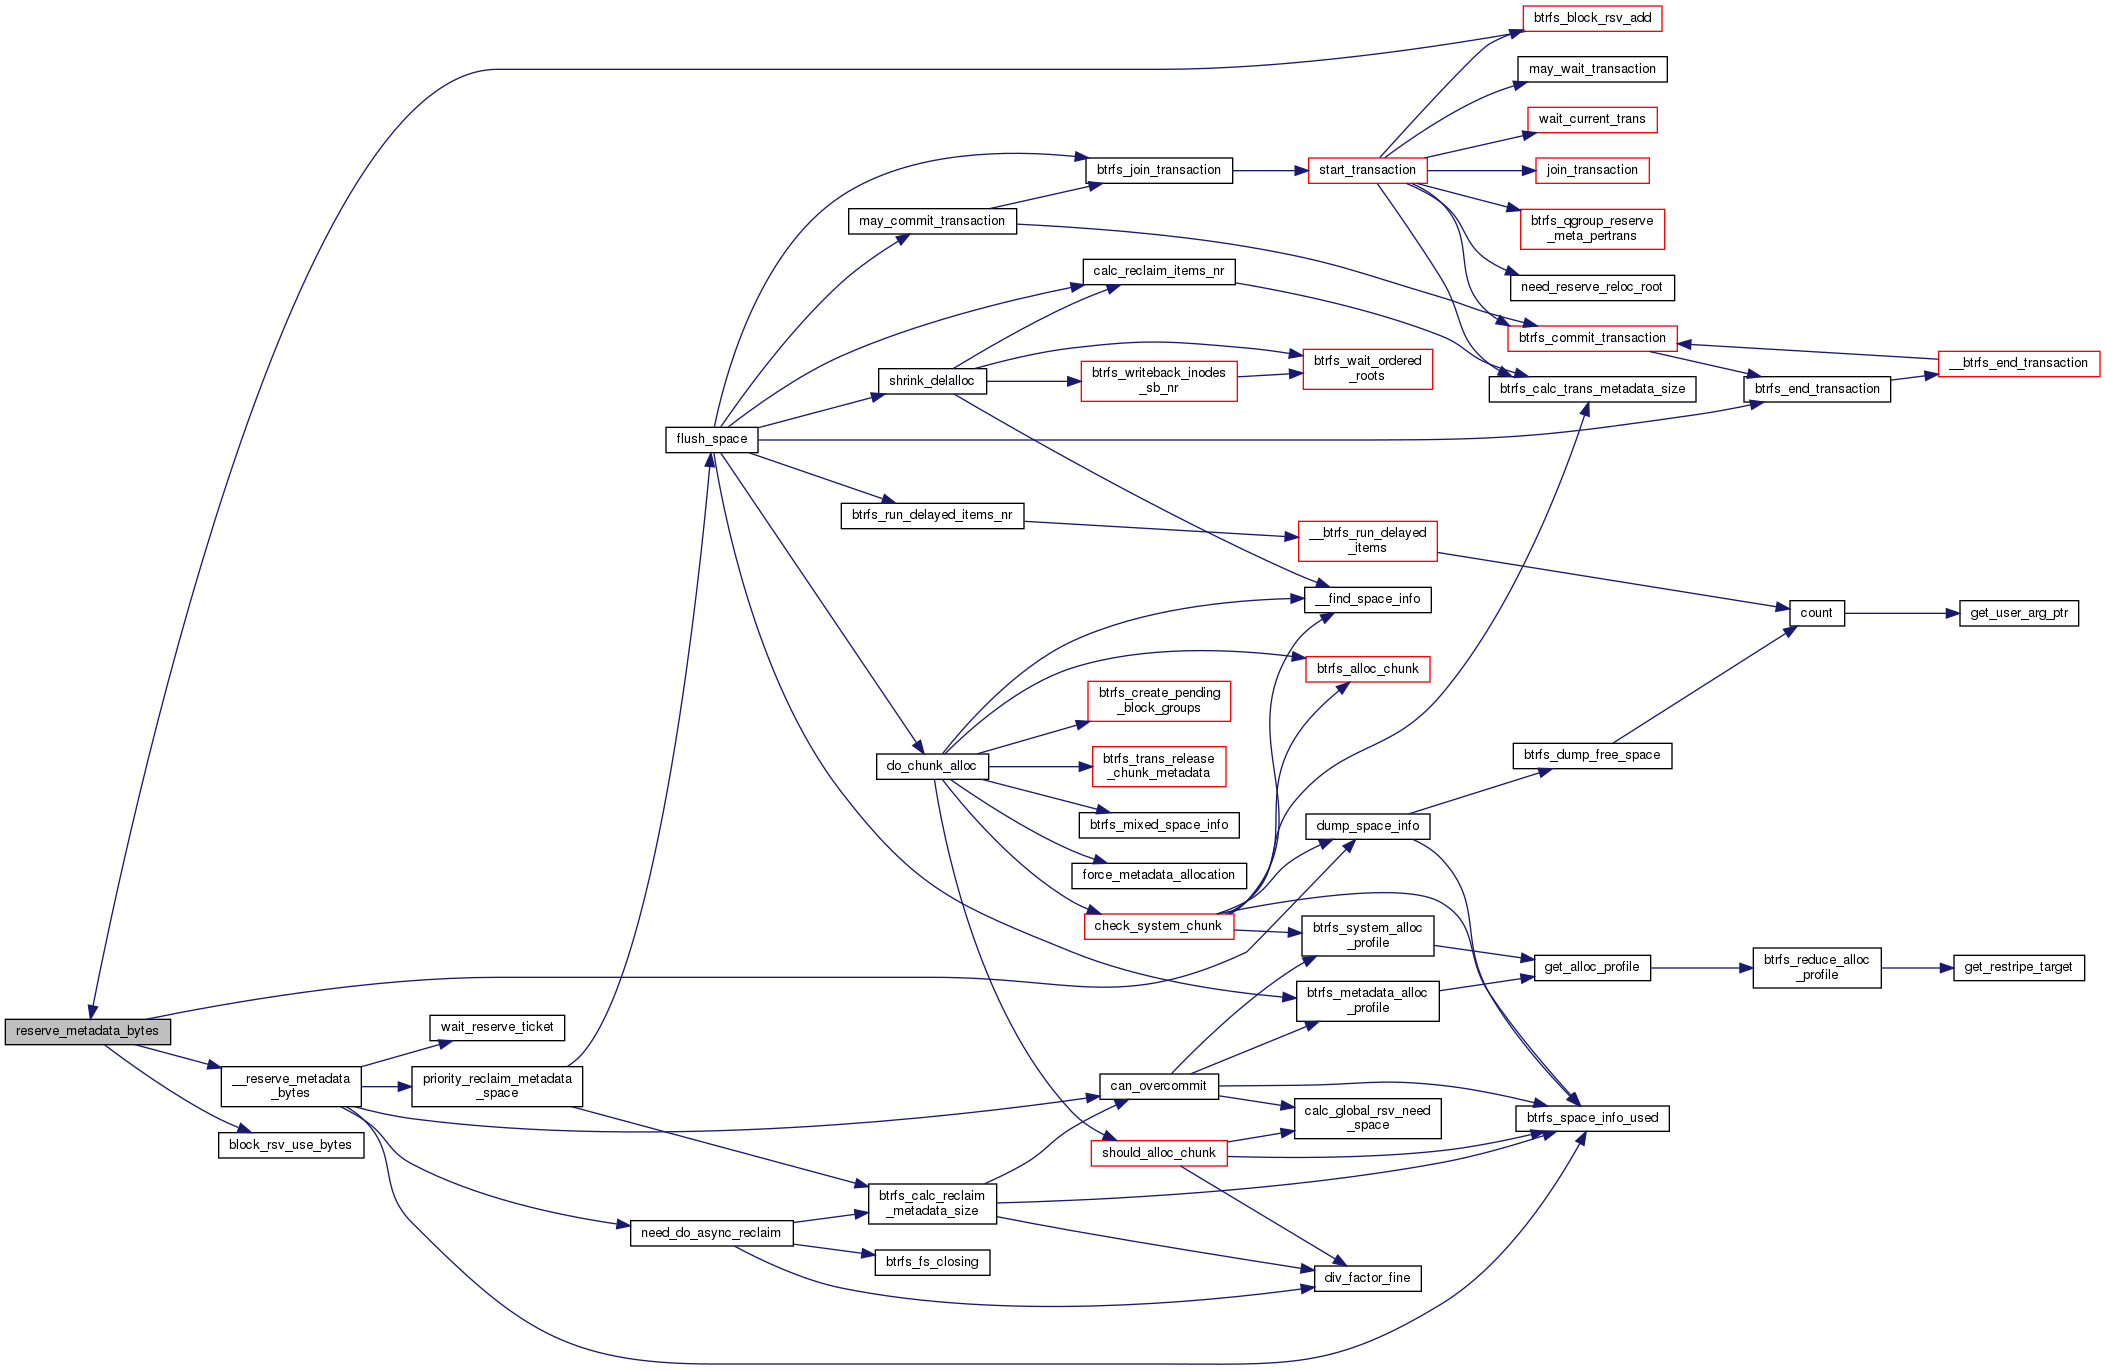 btrfs_block_rsv_add
may_wait_transaction
wait_current_trans
btrfs_join_transaction
start_transaction
join_transaction
may_commit_transaction
btrfs_qgroup_reserve
_meta_pertrans
calc_reclaim_items_nr
need_reserve_reloc_root
btrfs_commit_transaction
shrink_delalloc
btrfs_writeback_inodes
_sb_nr
btrfs_wait_ordered
_roots
btrfs_calc_trans_metadata_size
btrfs_end_transaction
__btrfs_end_transaction
flush_space
btrfs_run_delayed_items_nr
__btrfs_run_delayed
_items
__find_space_info
count
get_user_arg_ptr
btrfs_alloc_chunk
btrfs_create_pending
_block_groups
do_chunk_alloc
btrfs_trans_release
_chunk_metadata
btrfs_dump_free_space
btrfs_mixed_space_info
dump_space_info
force_metadata_allocation
check_system_chunk
btrfs_system_alloc
_profile
get_alloc_profile
btrfs_reduce_alloc
_profile
get_restripe_target
btrfs_metadata_alloc
_profile
reserve_metadata_bytes
wait_reserve_ticket
__reserve_metadata
_bytes
priority_reclaim_metadata
_space
can_overcommit
calc_global_rsv_need
_space
btrfs_space_info_used
block_rsv_use_bytes
should_alloc_chunk
btrfs_calc_reclaim
_metadata_size
need_do_async_reclaim
btrfs_fs_closing
div_factor_fine